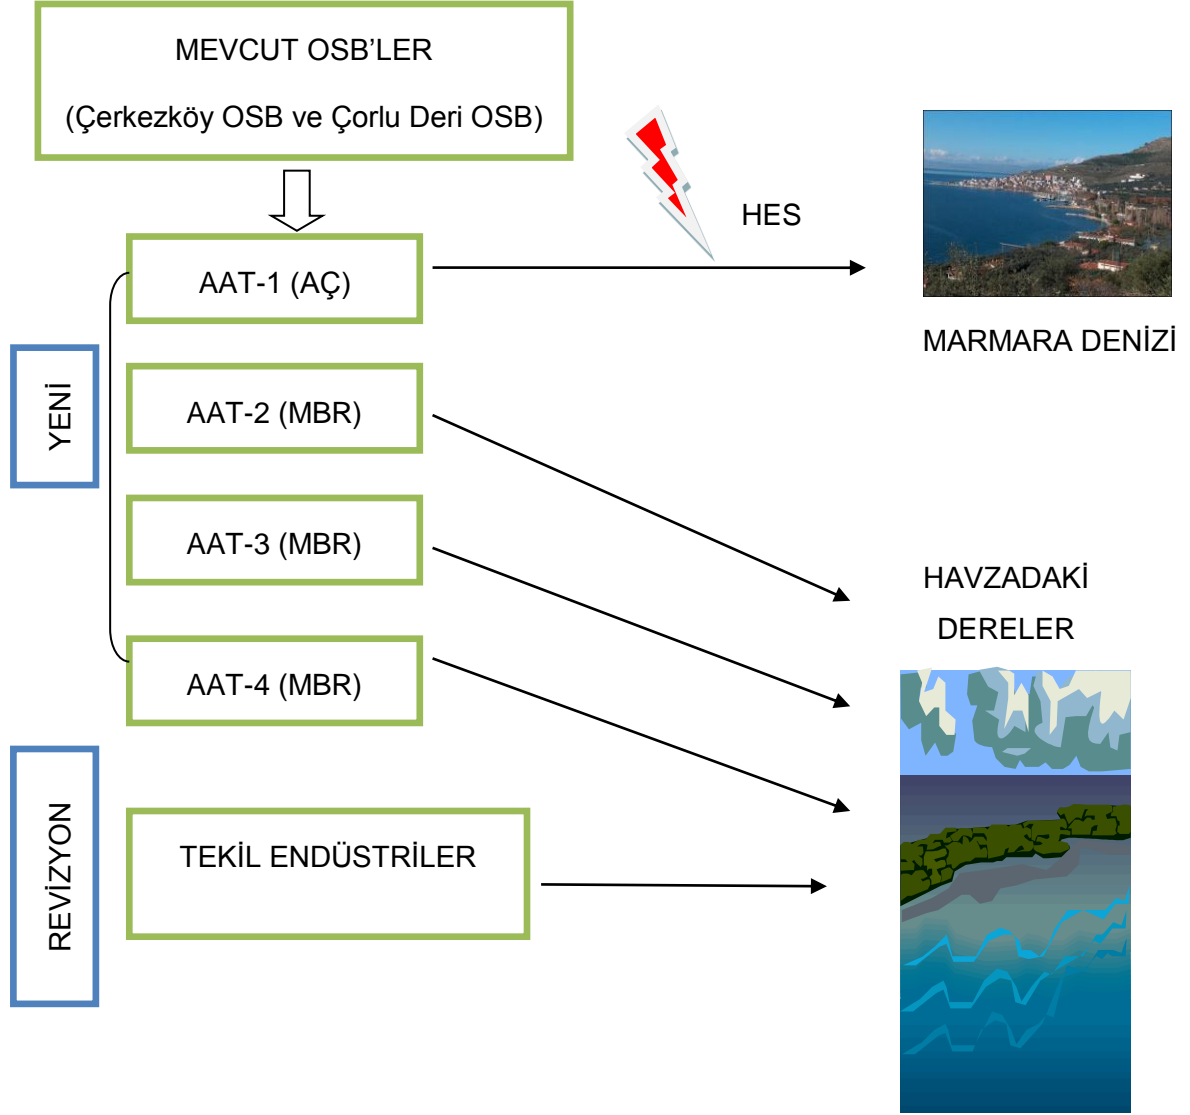 MEVCUT OSB’LER
(Çerkezköy OSB ve Çorlu Deri OSB)
HES
AAT-1 (AÇ)
MARMARA DENİZİ
YENİ
AAT-2 (MBR)
AAT-3 (MBR)
HAVZADAKİ
DERELER
AAT-4 (MBR)
REVİZYON
TEKİL ENDÜSTRİLER